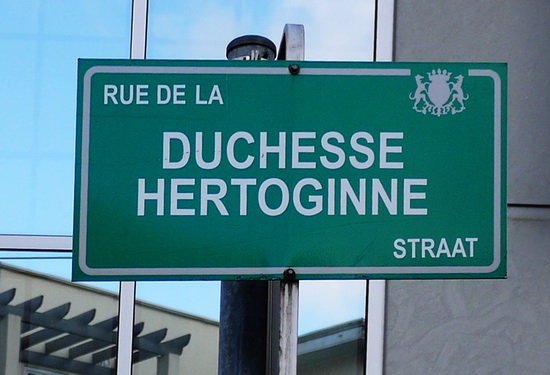 RUE DE LA
DUCHESSE
HERTOGINNE
STRAAT